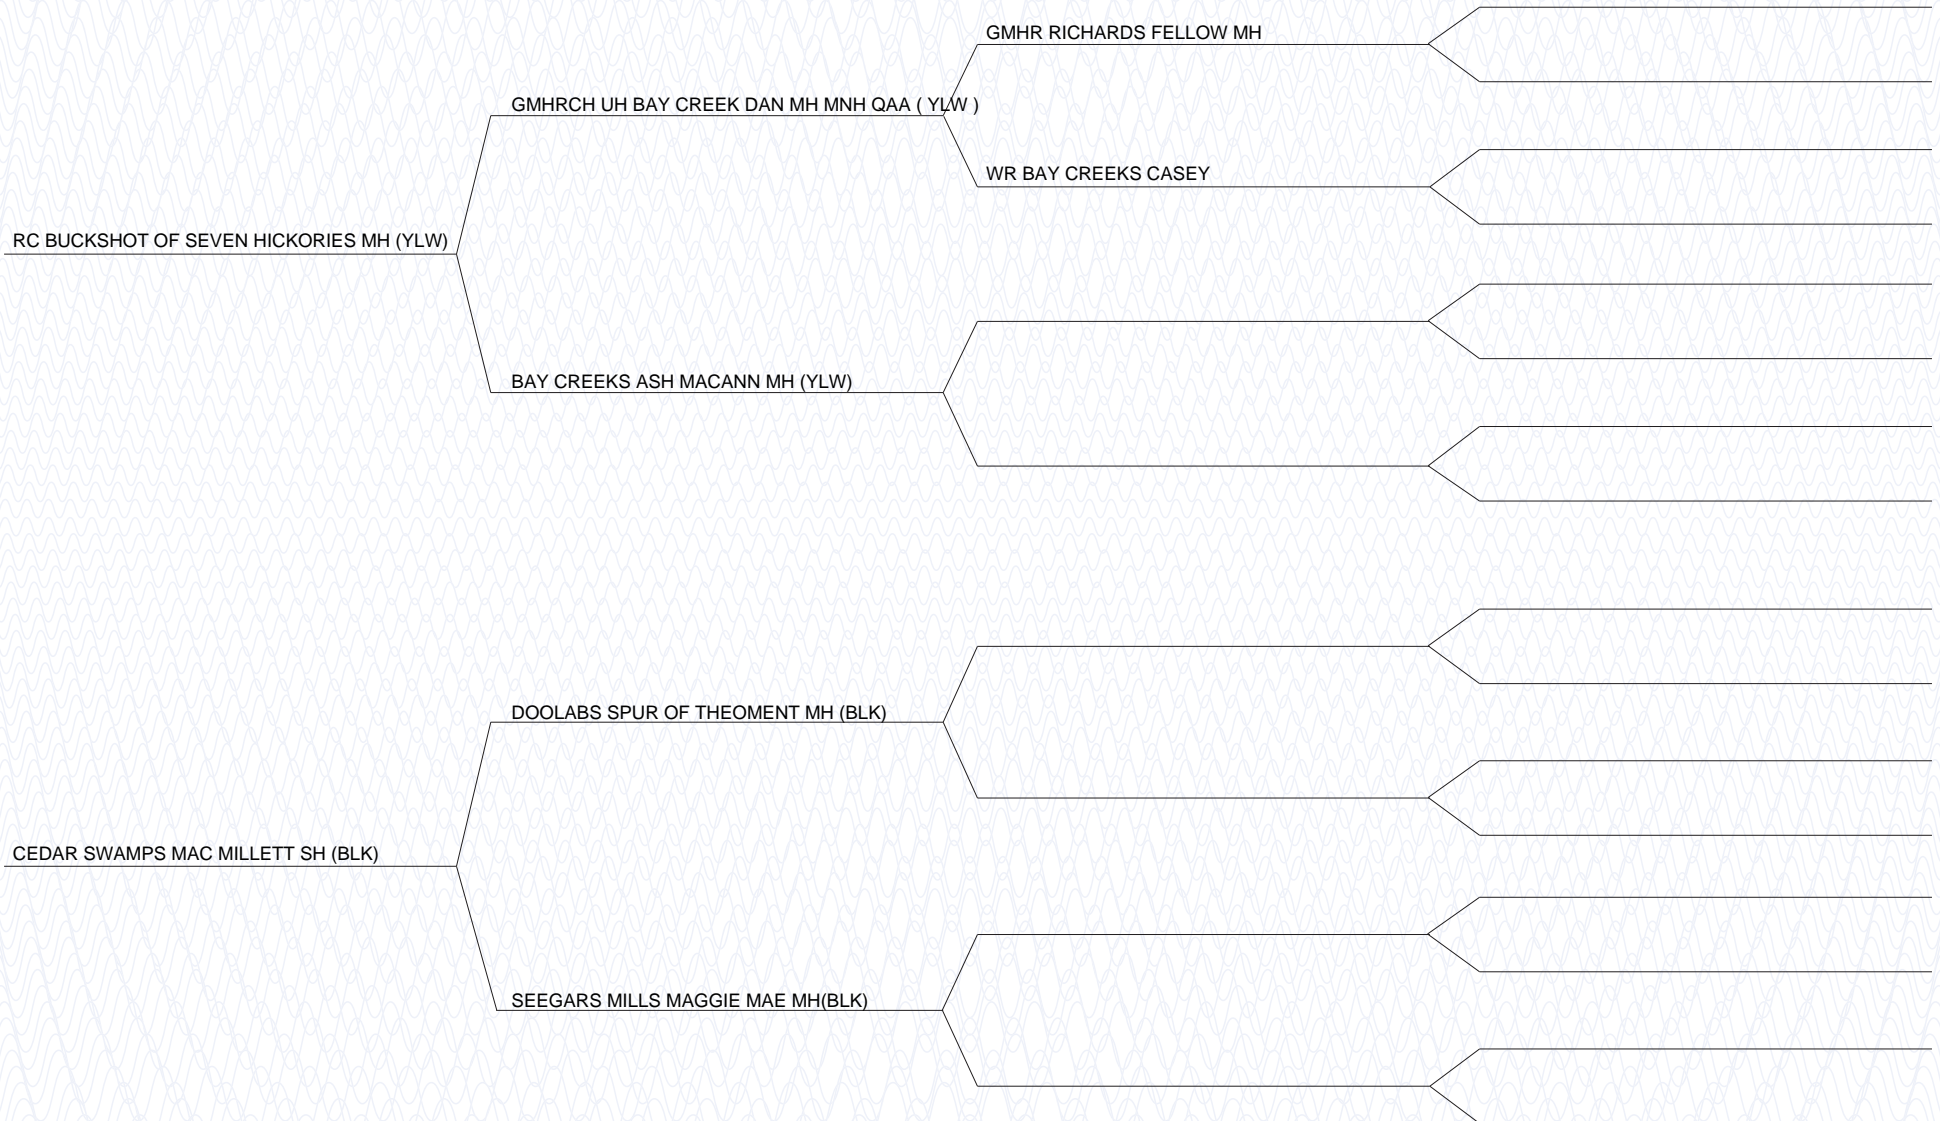 GMHR RICHARDS FELLOW MH
GMHRCH UH BAY CREEK DAN MH MNH QAA ( YLW )
WR BAY CREEKS CASEY
RC BUCKSHOT OF SEVEN HICKORIES MH (YLW)
BAY CREEKS ASH MACANN MH (YLW)
DOOLABS SPUR OF THEOMENT MH (BLK)
CEDAR SWAMPS MAC MILLETT SH (BLK)
SEEGARS MILLS MAGGIE MAE MH(BLK)